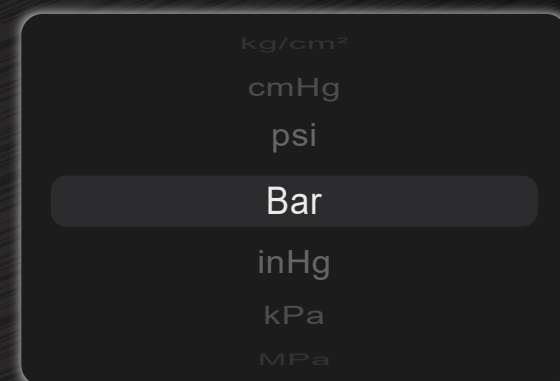 kg/cm²
cmHg
psi
Bar
inHg
kPa
MPa